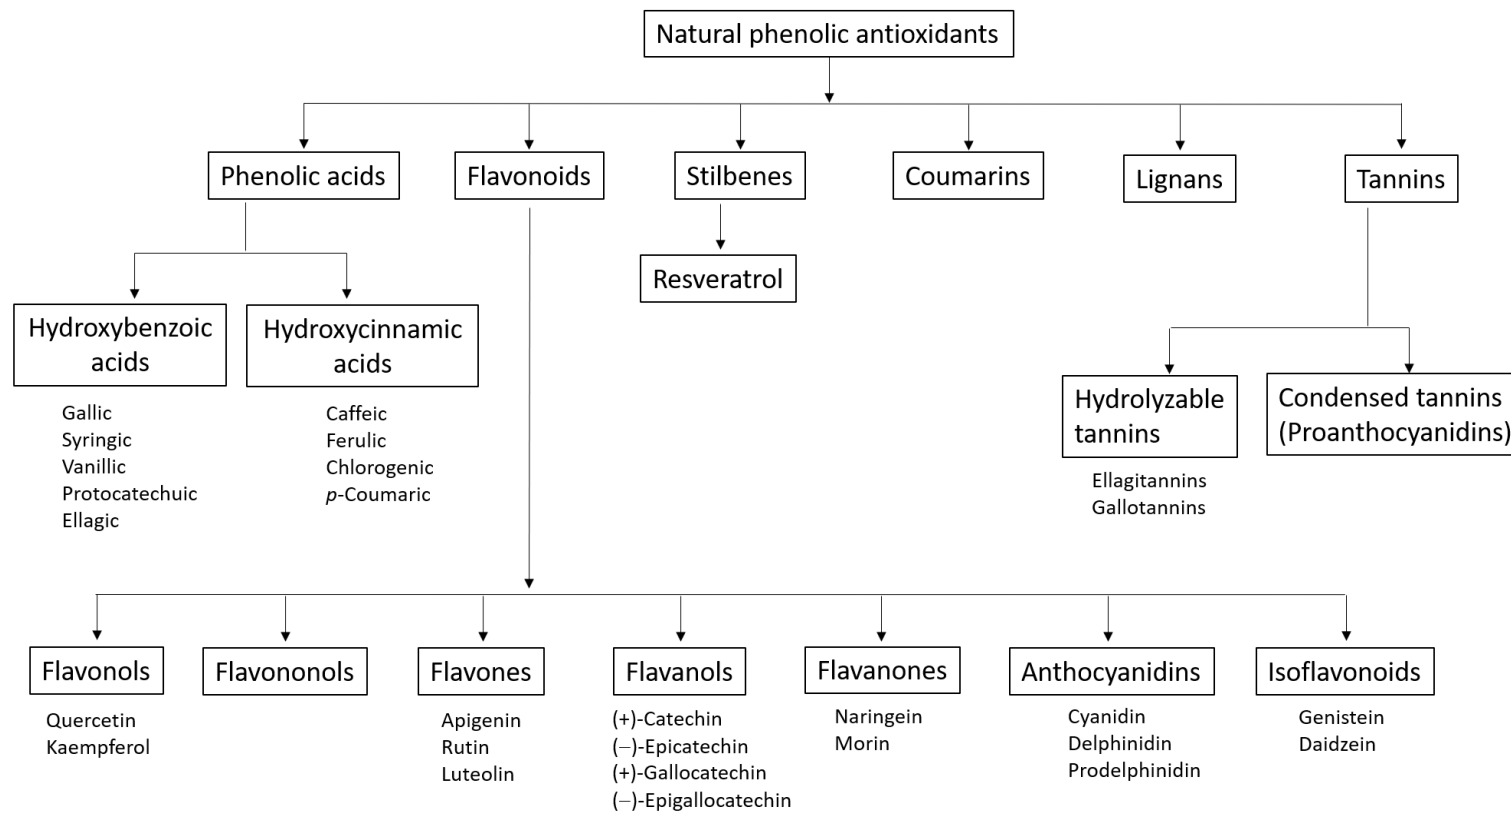 Natural phenolic antioxidants
Phenolic acids
Flavonoids
Stilbenes
Coumarins
Lignans
Tannins
Resveratrol
Hydroxybenzoic
acids
Hydroxycinnamic
acids
Gallic
Syringic
Vanillic
Protocatechuic
Ellagic
Caffeic
Ferulic
Chlorogenic
p-Coumaric
Hydrolyzable
tannins
Condensed tannins
(Proanthocyanidins)
Ellagitannins
Gallotannins
Flavonols
Flavononols
Flavones
Flavanols
Flavanones
Anthocyanidins
Isoflavonoids
Quercetin
Kaempferol
Apigenin
Rutin
Luteolin
(+)-Catechin
(–)-Epicatechin
(+)-Gallocatechin
(–)-Epigallocatechin
Naringein
Morin
Cyanidin
Delphinidin
Prodelphinidin
Genistein
Daidzein